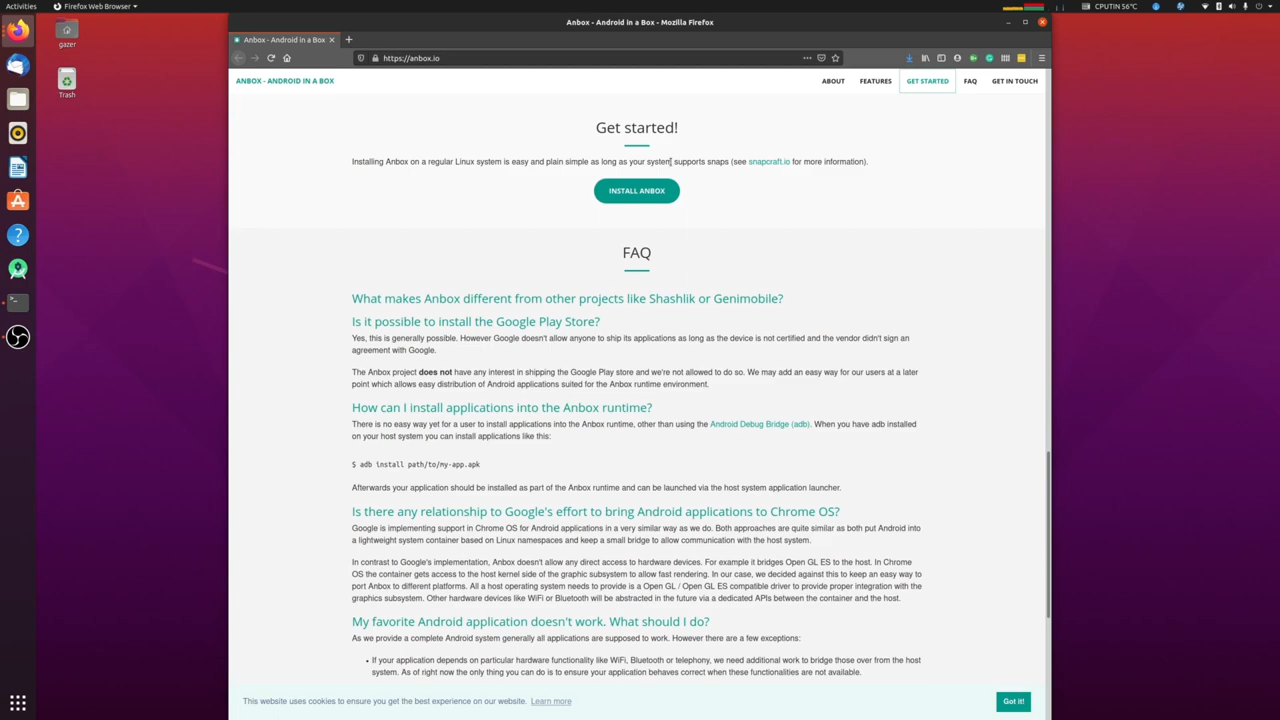 Activities
Firefox Web Browser
CPUTIN 56°C
Anbox - Android in a Box - Mozilla Firefox
gazer
Trash
Anbox - Android in a Box
https://anbox.io
ANBOX - ANDROID IN A BOX
ABOUT
FEATURES
GET STARTED
FAQ
GET IN TOUCH
Get started!
Installing Anbox on a regular Linux system is easy and plain simple as long as your system supports snaps (see snapcraft.io for more information).
INSTALL ANBOX
FAQ
What makes Anbox different from other projects like Shashlik or Genimobile?
Is it possible to install the Google Play Store?
Yes, this is generally possible. However Google doesn't allow anyone to ship its applications as long as the device is not certified and the vendor didn't sign an
agreement with Google.
The Anbox project does not have any interest in shipping the Google Play store and we're not allowed to do so. We may add an easy way for our users at a later
point which allows easy distribution of Android applications suited for the Anbox runtime environment.
How can I install applications into the Anbox runtime?
There is no easy way yet for a user to install applications into the Anbox runtime, other than using the Android Debug Bridge (adb). When you have adb installed
on your host system you can install applications like this:
$ adb install path/to/my-app.apk
Afterwards your application should be installed as part of the Anbox runtime and can be launched via the host system application launcher.
Is there any relationship to Google's effort to bring Android applications to Chrome OS?
Google is implementing support in Chrome OS for Android applications in a very similar way as we do. Both approaches are quite similar as both put Android into
a lightweight system container based on Linux namespaces and keep a small bridge to allow communication with the host system.
In contrast to Google's implementation, Anbox doesn't allow any direct access to hardware devices. For example it bridges Open GL ES to the host. In Chrome
OS the container gets access to the host kernel side of the graphic subsystem to allow fast rendering. In our case, we decided against this to keep an easy way to
port Anbox to different platforms. All a host operating system needs to provide is a Open GL / Open GL ES compatible driver to provide proper integration with the
graphics subsystem. Other hardware devices like WiFi or Bluetooth will be abstracted in the future via a dedicated APIs between the container and the host.
My favorite Android application doesn't work. What should I do?
As we provide a complete Android system generally all applications are supposed to work. However there are a few exceptions:
• If your application depends on particular hardware functionality like WiFi, Bluetooth or telephony, we need additional work to bridge those over from the host
system. As of right now the only thing you can do is to ensure your application behaves correct when these functionalities are not available.
This website uses cookies to ensure you get the best experience on our website. Learn more
Got it!